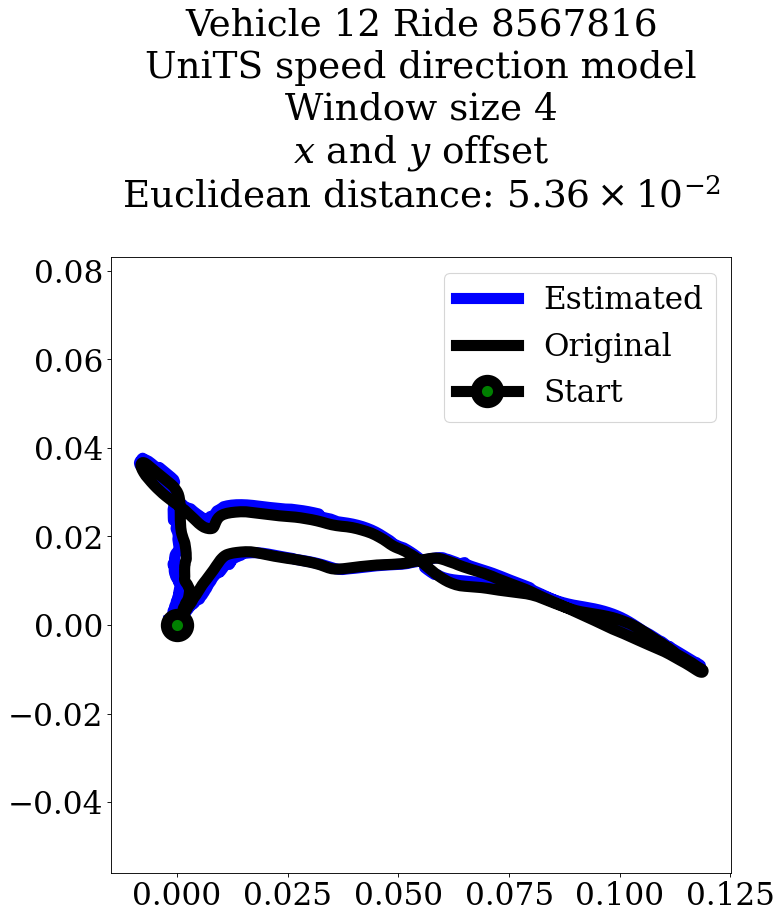 Vehicle 12 Ride 8567816
UniTS speed direction model
Window size 4
x and y offset
Euclidean distance: 5.36 × 10⁻²
0.08
0.06
0.04
0.02
0.00
−0.02
−0.04
Estimated
Original
Start
0.000 0.025 0.050 0.075 0.100 0.125